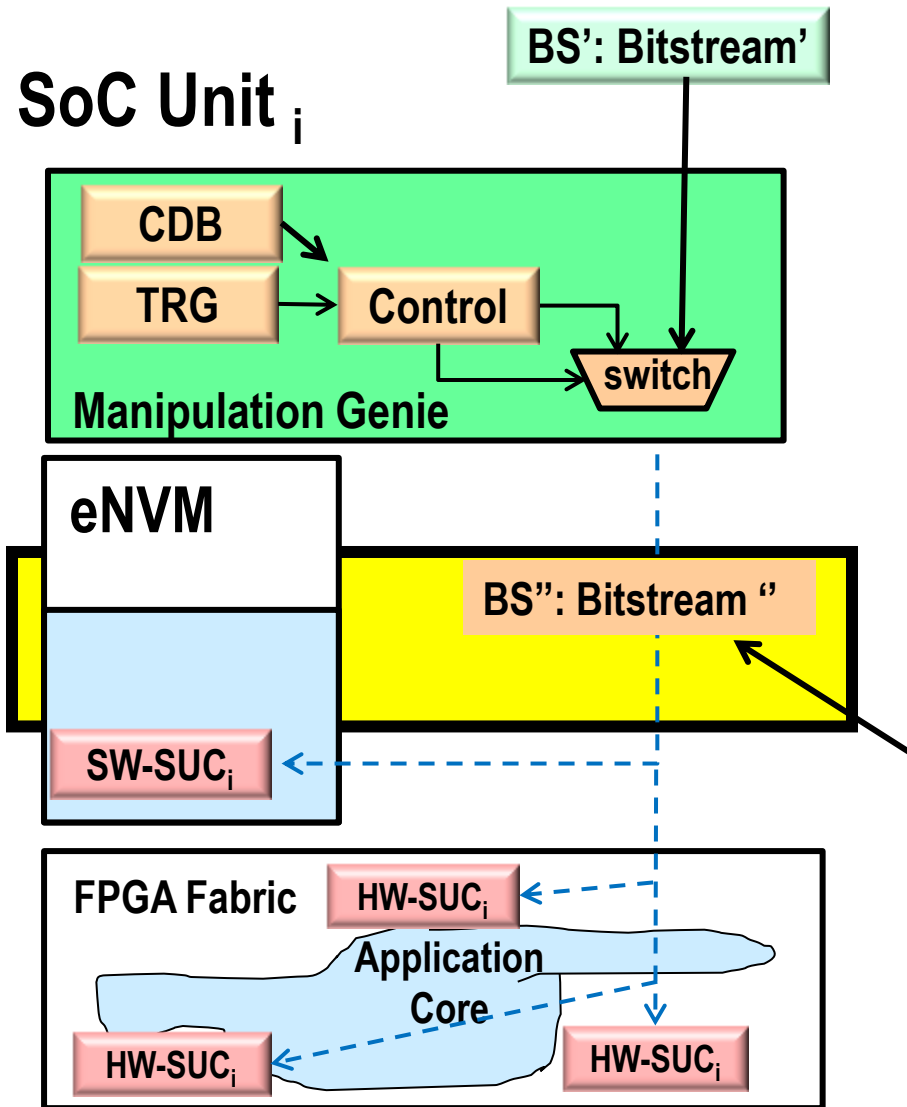 BS’: Bitstream’
SoC Unit i
CDB
TRG
Control
switch
Manipulation Genie
eNVM
BS’’: Bitstream ‘’
SW-SUCi
FPGA Fabric
HW-SUCi
Application
Core
HW-SUCi
HW-SUCi